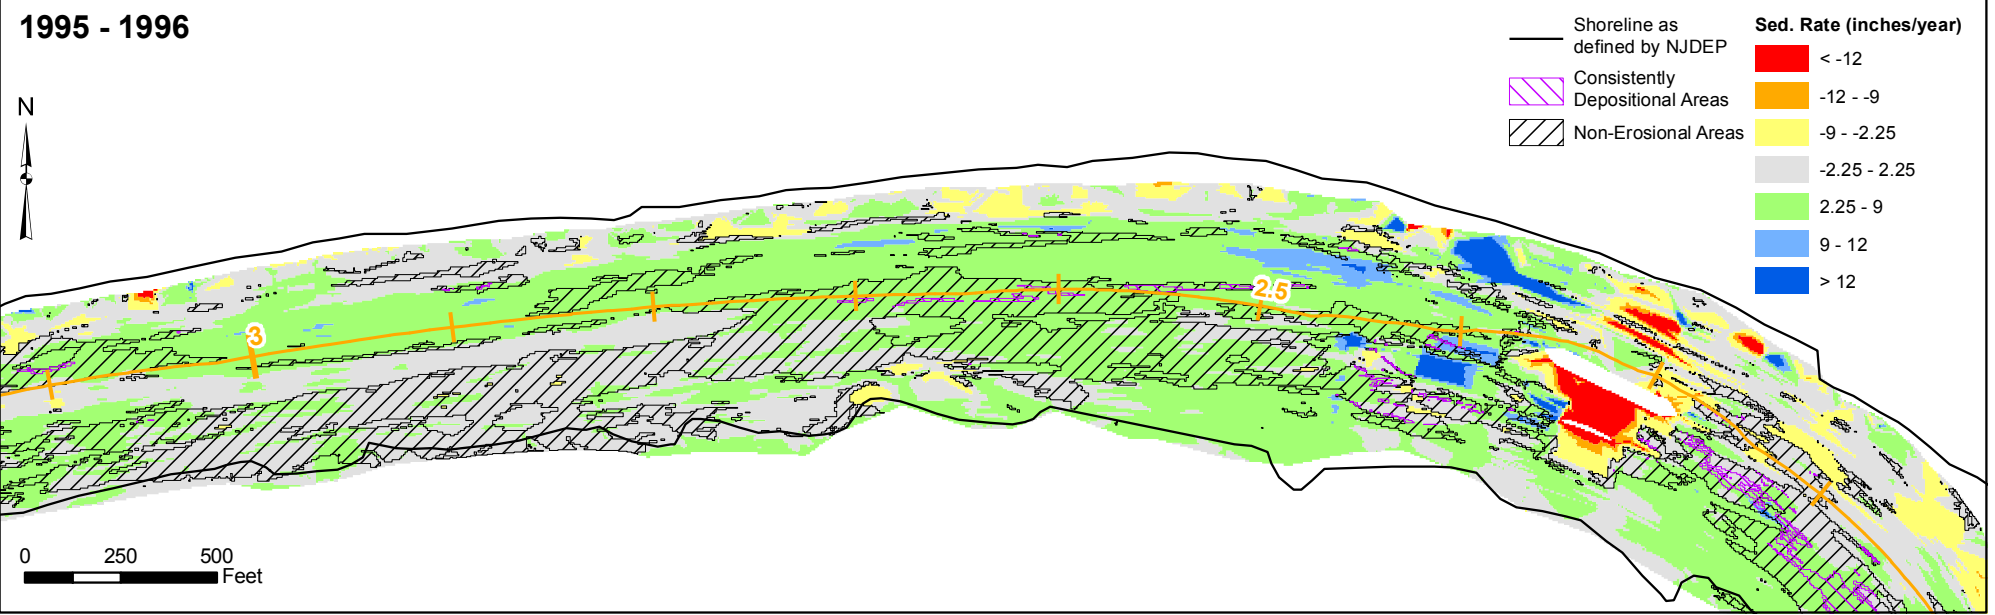 1995 - 1996
N
Shoreline as
defined by NJDEP
Consistently
Depositional Areas
Non-Erosional Areas
Sed. Rate (inches/year)
< -12
-12 - -9
-9 - -2.25
-2.25 - 2.25
2.25 - 9
9 - 12
> 12
3
2.5
0 250 500
Feet